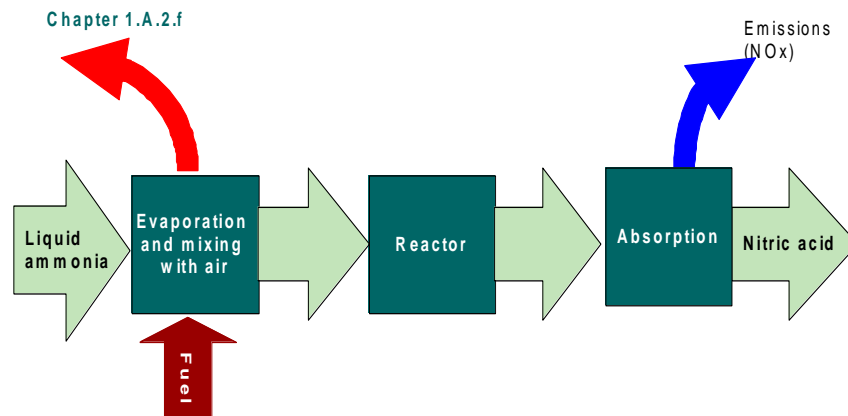 Chapter 1.A.2.f
Emissions
(NOx)
Liquid
ammonia
Evaporation
and mixing
with air
Reactor
Absorption
Nitric acid
Fuel